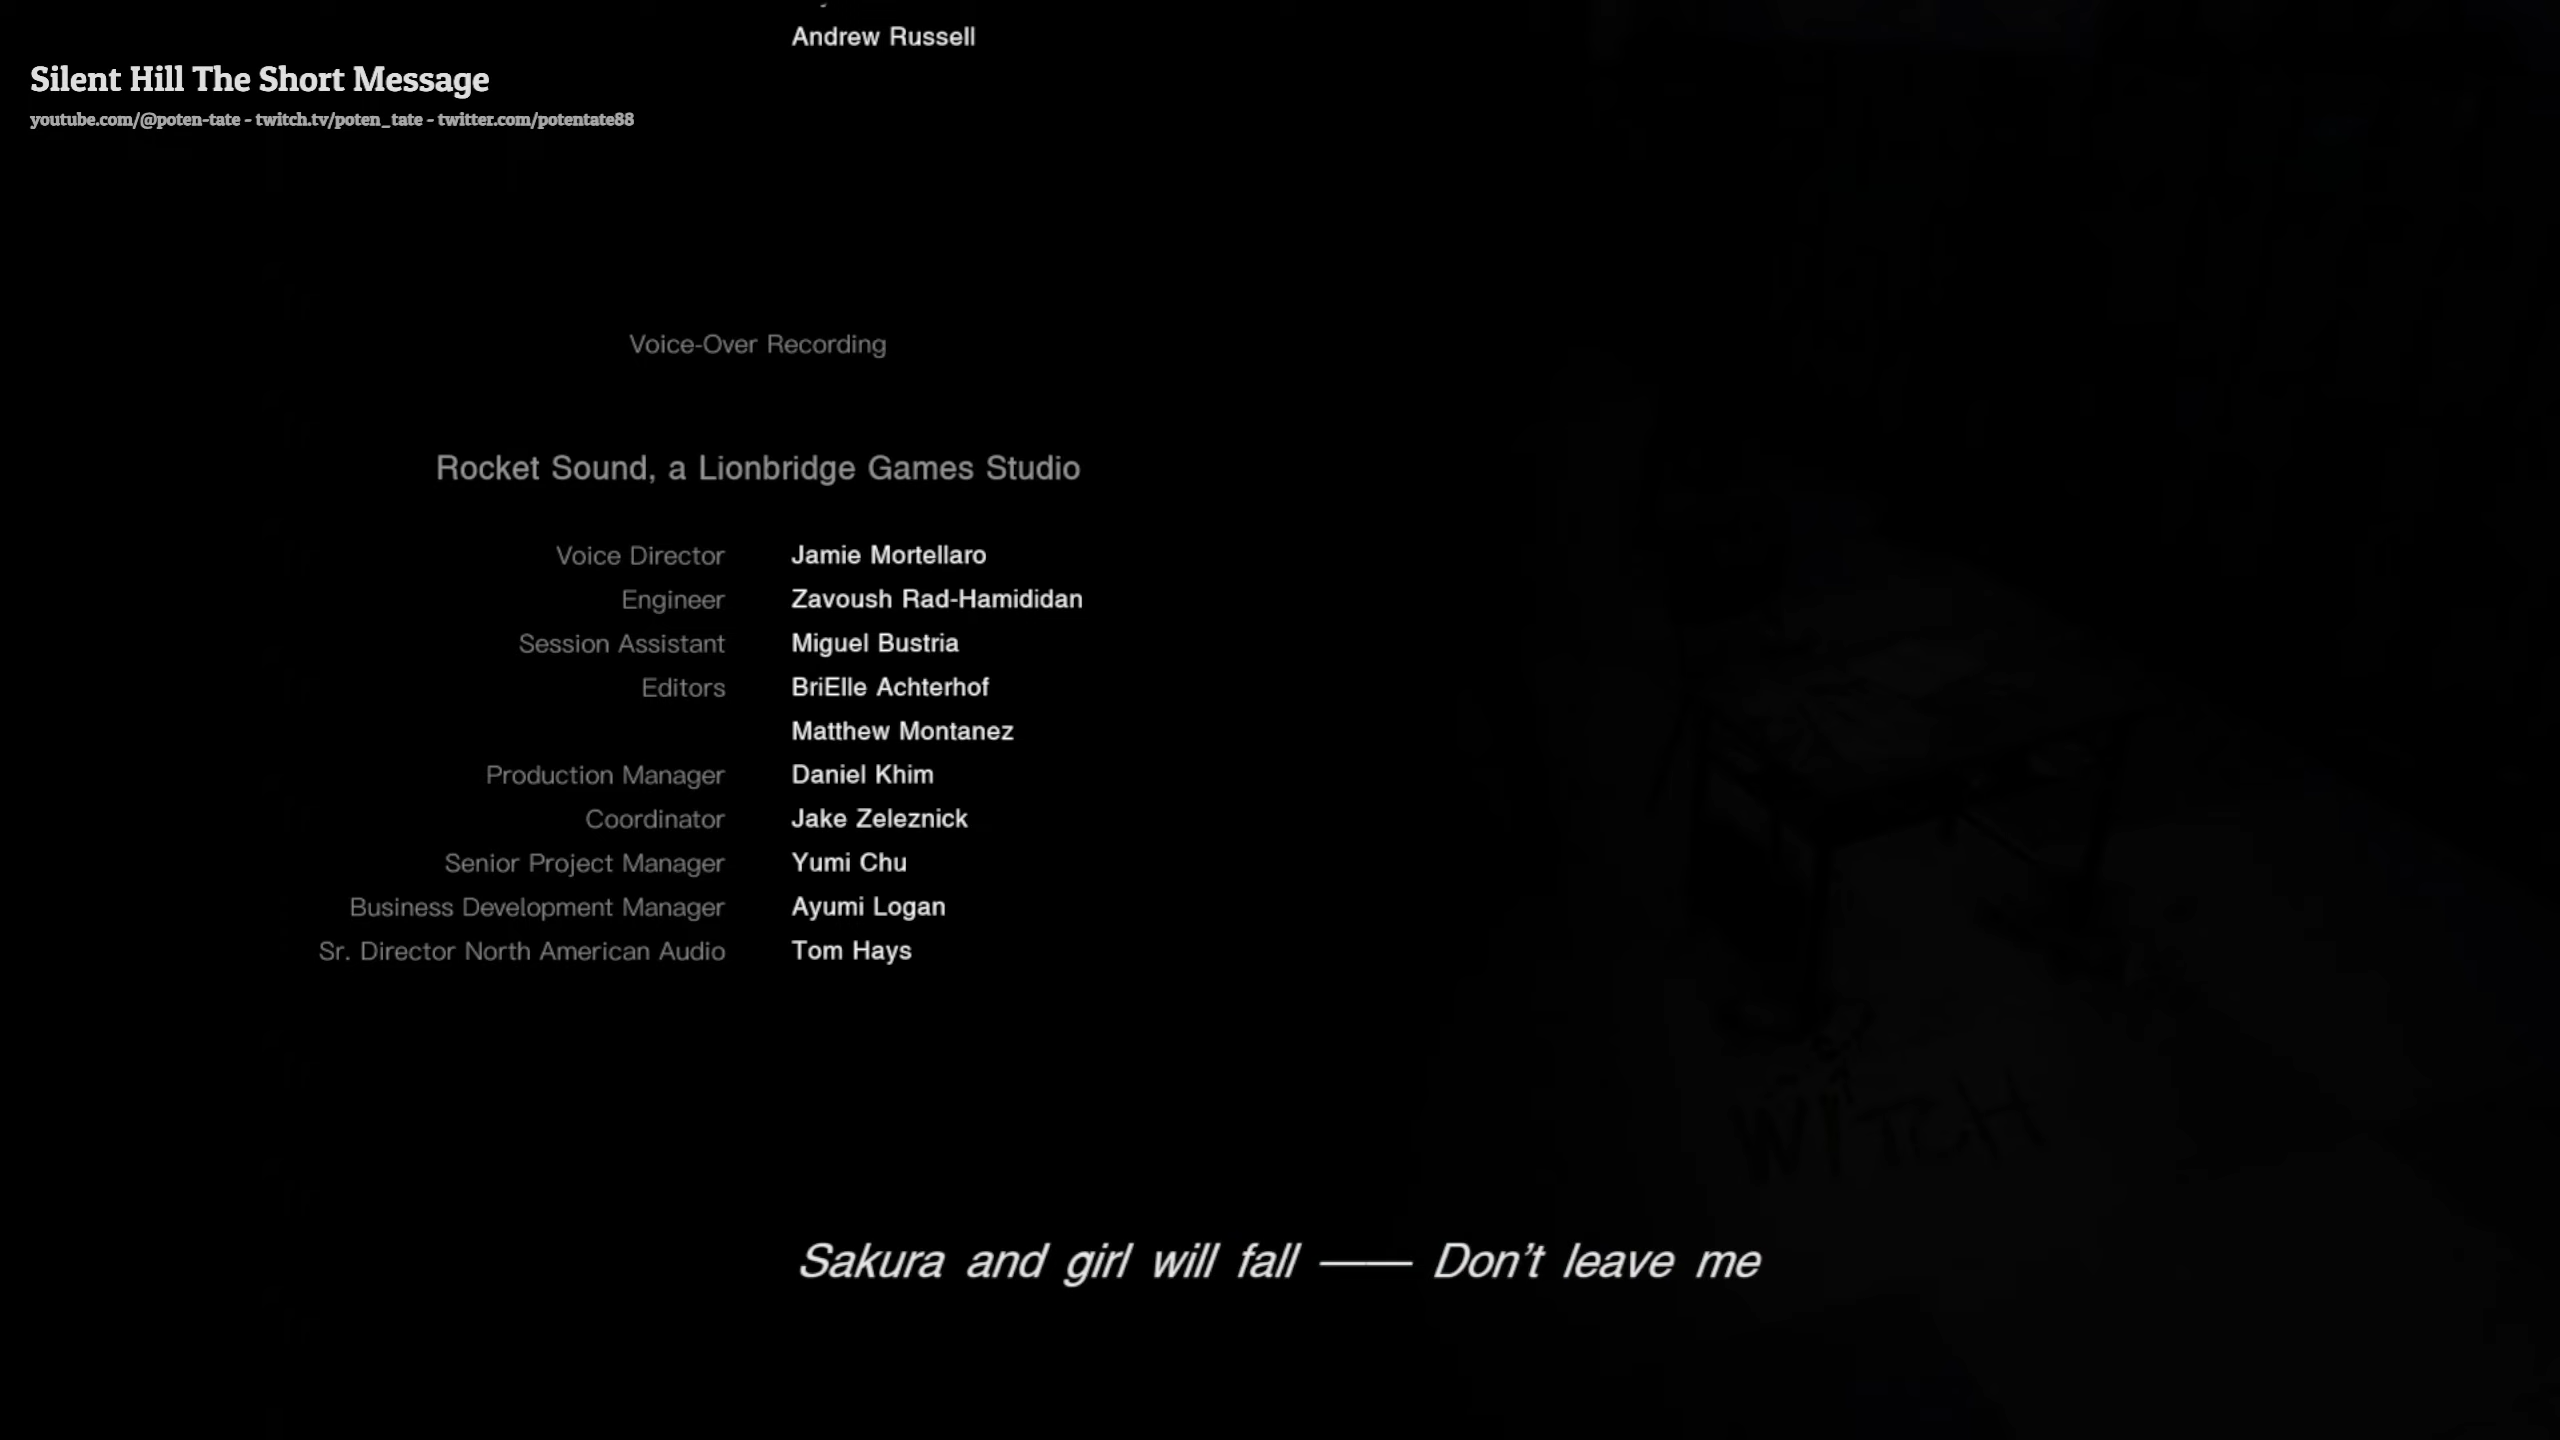 Andrew Russell
Silent Hill The Short Message
youtube.com/@poten-tate - twitch.tv/poten_tate - twitter.com/potentate88
Voice-Over Recording
Rocket Sound, a Lionbridge Games Studio
Voice Director Jamie Mortellaro
Engineer Zavoush Rad-Hamididan
Session Assistant Miguel Bustria
Editors BriElle Achterhof
Matthew Montanez
Production Manager Daniel Khim
Coordinator Jake Zeleznick
Senior Project Manager Yumi Chu
Business Development Manager Ayumi Logan
Sr. Director North American Audio Tom Hays
WITCH
Sakura and girl will fall —— Don't leave me